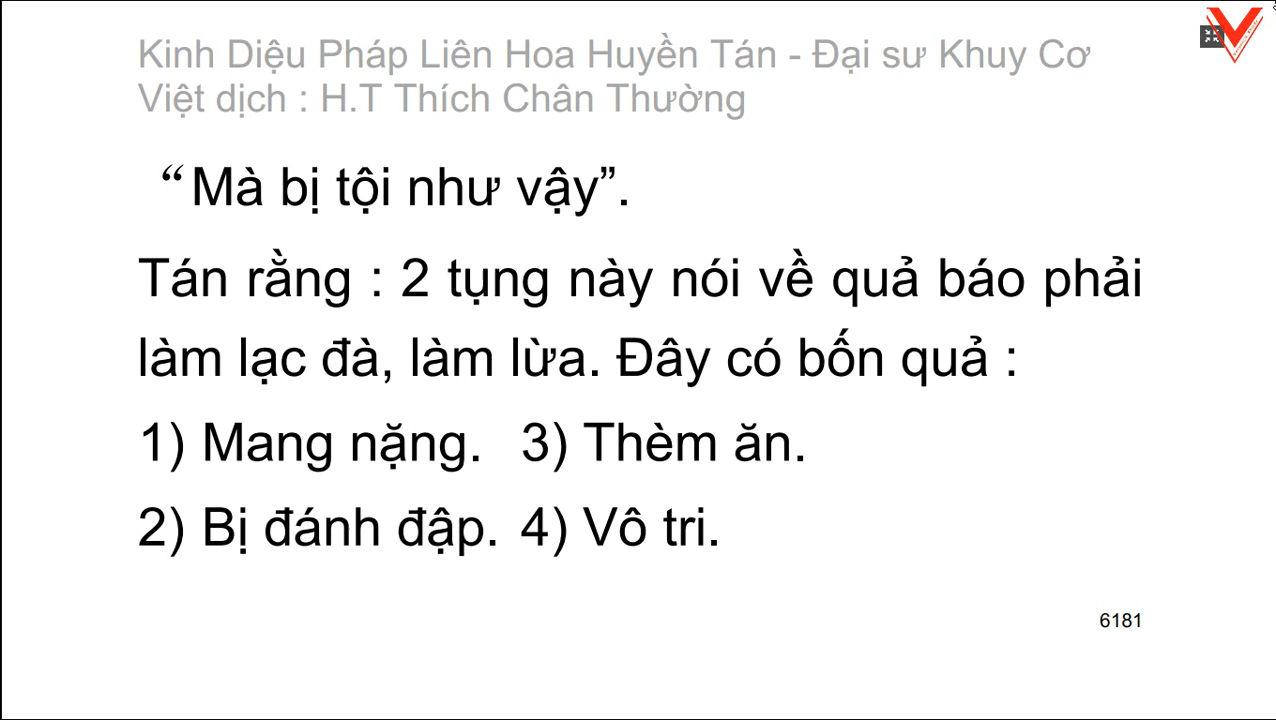 Kinh Diệu Pháp Liên Hoa Huyền Tán - Đại sư Khuy Cơ
Việt dịch : H.T Thích Chân Thường
“Mà bị tội như vậy”.
Tán rằng : 2 tụng này nói về quả báo phải
làm lạc đà, làm lừa. Đây có bốn quả :
1) Mang nặng. 3) Thèm ăn.
2) Bị đánh đập. 4) Vô tri.
6181